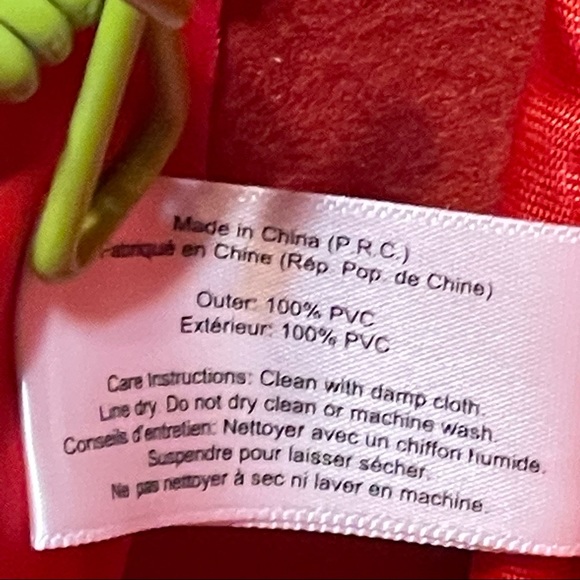 Made in China (P.R.C.)
Fabriqué en Chine (Rép. Pop. de Chine)
Outer: 100% PVC
Extérieur: 100% PVC
Care Instructions: Clean with damp cloth.
Line dry. Do not dry clean or machine wash.
Conseils d'entretien: Nettoyer avec un chiffon humide.
Suspendre pour laisser sécher.
Ne pas nettoyer à sec ni laver en machine.